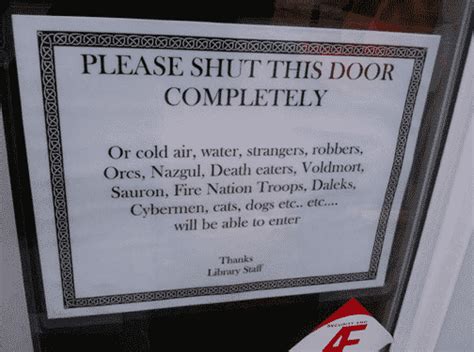 PLEASE SHUT THIS DOOR
COMPLETELY
Or cold air, water, strangers, robbers,
Orcs, Nazgul, Death eaters, Voldmort,
Sauron, Fire Nation Troops, Daleks,
Cybermen, cats, dogs etc.. etc....
will be able to enter
Thanks
Library Staff
SECURITY